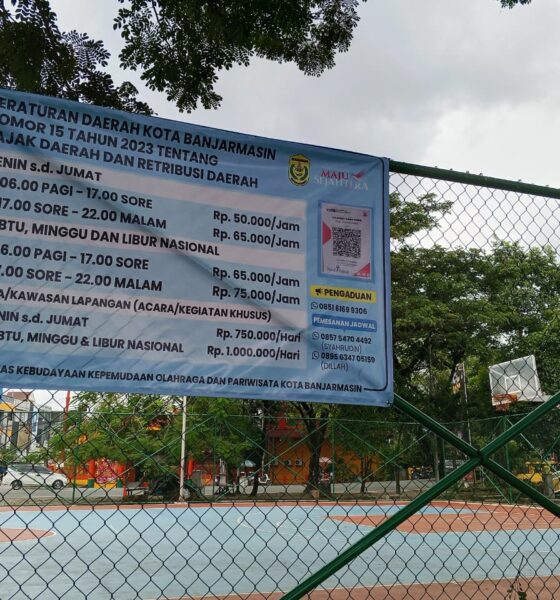 ERATURAN DAERAH KOTA BANJARMASIN
OMOR 15 TAHUN 2023 TENTANG
AJAK DAERAH DAN RETRIBUSI DAERAH
MAJU
SEJAHTERA
ENIN s.d. JUMAT
06.00 PAGI - 17.00 SORE Rp. 50.000/Jam
17.00 SORE - 22.00 MALAM Rp. 65.000/Jam
BTU, MINGGU DAN LIBUR NASIONAL
6.00 PAGI - 17.00 SORE Rp. 65.000/Jam
7.00 SORE - 22.00 MALAM Rp. 75.000/Jam
A/KAWASAN LAPANGAN (ACARA/KEGIATAN KHUSUS)
NIN s.d. JUMAT Rp. 750.000/Hari
BTU, MINGGU & LIBUR NASIONAL Rp. 1.000.000/Hari
PENGADUAN
0851 6169 9306
PEMESANAN JADWAL
0857 5470 4492
(SYAHRUDIN)
0895 6347 05159
(DILLAH)
AS KEBUDAYAAN KEPEMUDAAN OLAHRAGA DAN PARIWISATA KOTA BANJARMASIN